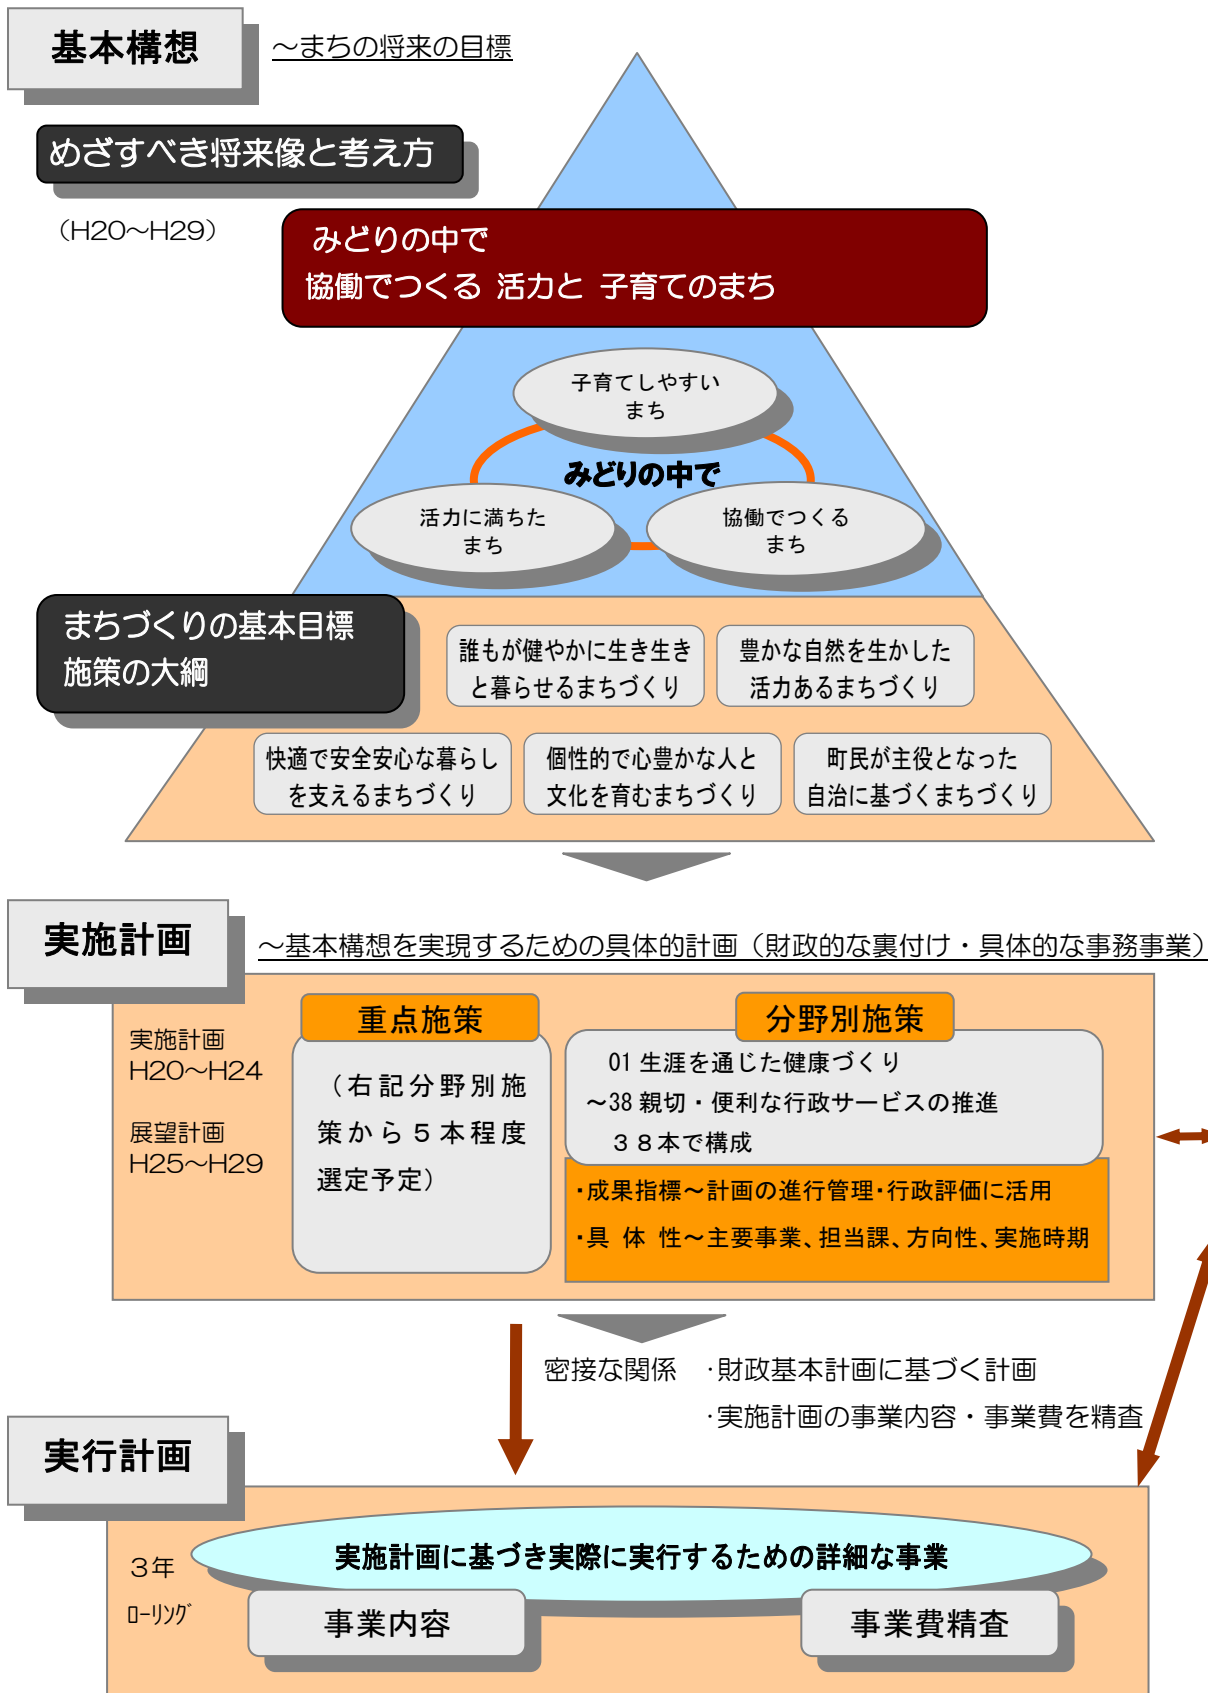 基本構想
～まちの将来の目標
めざすべき将来像と考え方
（H20～H29）
みどりの中で
協働でつくる 活力と 子育てのまち
子育てしやすい
まち
みどりの中で
活力に満ちた
まち
協働でつくる
まち
まちづくりの基本目標
施策の大綱
誰もが健やかに生き生き
と暮らせるまちづくり
豊かな自然を生かした
活力あるまちづくり
快適で安全安心な暮らし
を支えるまちづくり
個性的で心豊かな人と
文化を育むまちづくり
町民が主役となった
自治に基づくまちづくり
実施計画
～基本構想を実現するための具体的計画（財政的な裏付け・具体的な事務事業）
実施計画
H20～H24
展望計画
H25～H29
重点施策
（右記分野別施
策から５本程度
選定予定）
分野別施策
01 生涯を通じた健康づくり
～38 親切・便利な行政サービスの推進
３８本で構成
・成果指標～計画の進行管理・行政評価に活用
・具 体 性～主要事業、担当課、方向性、実施時期
密接な関係 ・財政基本計画に基づく計画
・実施計画の事業内容・事業費を精査
実行計画
３年
ﾛｰﾘﾝｸﾞ
実施計画に基づき実際に実行するための詳細な事業
事業内容
事業費精査